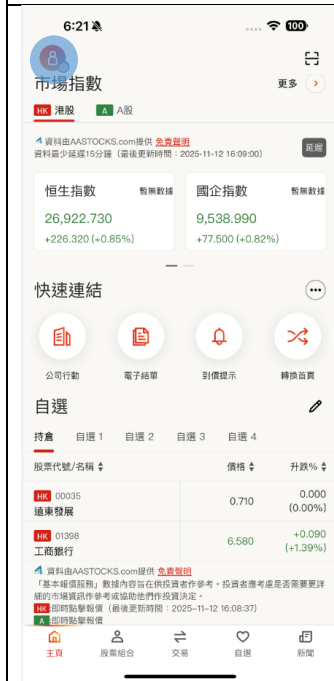 6:21
100
市場指數
更多
HK 港股
A A股
資料由AASTOCKS.com提供 免責聲明
資料最少延遲15分鐘（最後更新時間：2025-11-12 16:09:00）
延遲
恒生指數 暫無數據
26,922.730
+226.320 (+0.85%)
國企指數 暫無數據
9,538.990
+77.500 (+0.82%)
快速連結
公司行動
電子結單
到價提示
轉換首頁
自選
持倉 自選 1 自選 2 自選 3 自選 4
股票代號/名稱 價格 升跌%
HK 00035
遠東發展
0.710
0.000
(0.00%)
HK 01398
工商銀行
6.580
+0.090
(+1.39%)
資料由AASTOCKS.com提供 免責聲明
「基本報價服務」數據內容旨在供投資者作參考。投資者應考慮是否需要更詳
細的市場資訊作參考或協助他們作投資決定。
HK:即時點擊報價（最後更新時間：2025-11-12 16:08:37）
A:即時點擊報價
主頁 股票組合 交易 自選 新聞